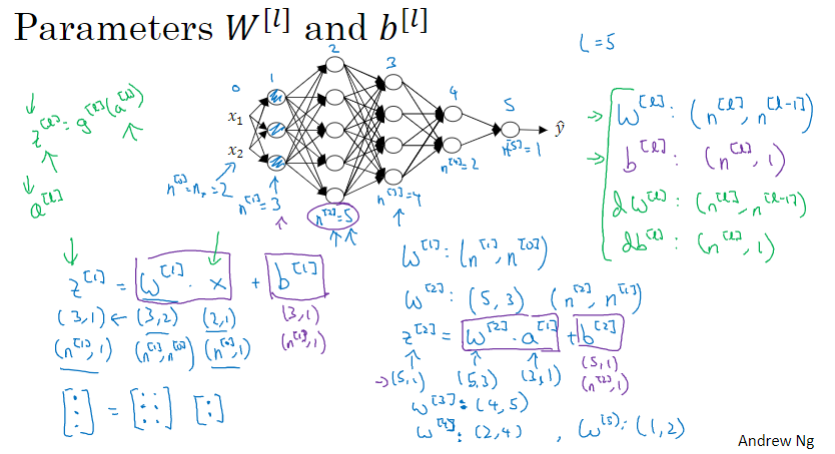 Parameters W^[l] and b^[l]
L=5
z^[l] = g^[l](a^[l])
a^[l]
0
1
2
3
4
5
x₁
x₂
ŷ
n^[0]=nₓ=2
n^[1]=3
n^[2]=5
n^[3]=4
n^[4]=2
n^[5]=1
→ W^[l]: (n^[l], n^[l-1])
→ b^[l]: (n^[l], 1)
dW^[l]: (n^[l], n^[l-1])
db^[l]: (n^[l], 1)
z^[1] = W^[1] · x + b^[1]
(3,1) ← (3,2) (2,1) (3,1)
(n^[1],1) (n^[1],n^[0]) (n^[0],1) (n^[1],1)
[⋮] = [⋮⋮] [:]
W^[1]: (n^[1], n^[0])
W^[2]: (5,3) (n^[2], n^[1])
z^[2] = W^[2] · a^[1] + b^[2]
→(5,1) (5,3) (3,1) (5,1)
(n^[2],1)
W^[3]: (4,5)
W^[4]: (2,4) , W^[5]: (1,2)
Andrew Ng